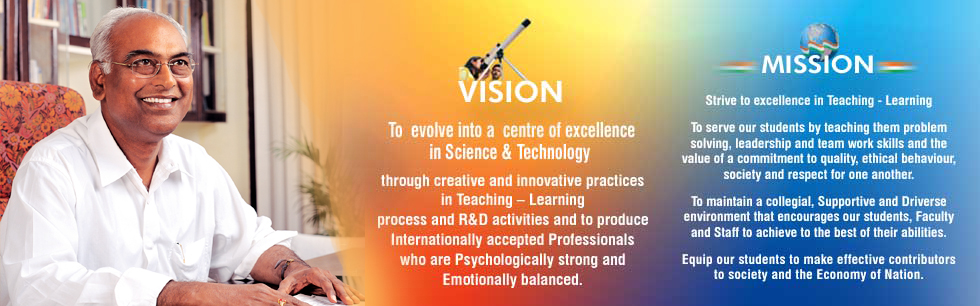 VISION
To evolve into a centre of excellence
in Science & Technology
through creative and innovative practices
in Teaching – Learning
process and R&D activities and to produce
Internationally accepted Professionals
who are Psychologically strong and
Emotionally balanced.
MISSION
Strive to excellence in Teaching - Learning
To serve our students by teaching them problem
solving, leadership and team work skills and the
value of a commitment to quality, ethical behaviour,
society and respect for one another.
To maintain a collegial, Supportive and Driverse
environment that encourages our students, Faculty
and Staff to achieve to the best of their abilities.
Equip our students to make effective contributors
to society and the Economy of Nation.